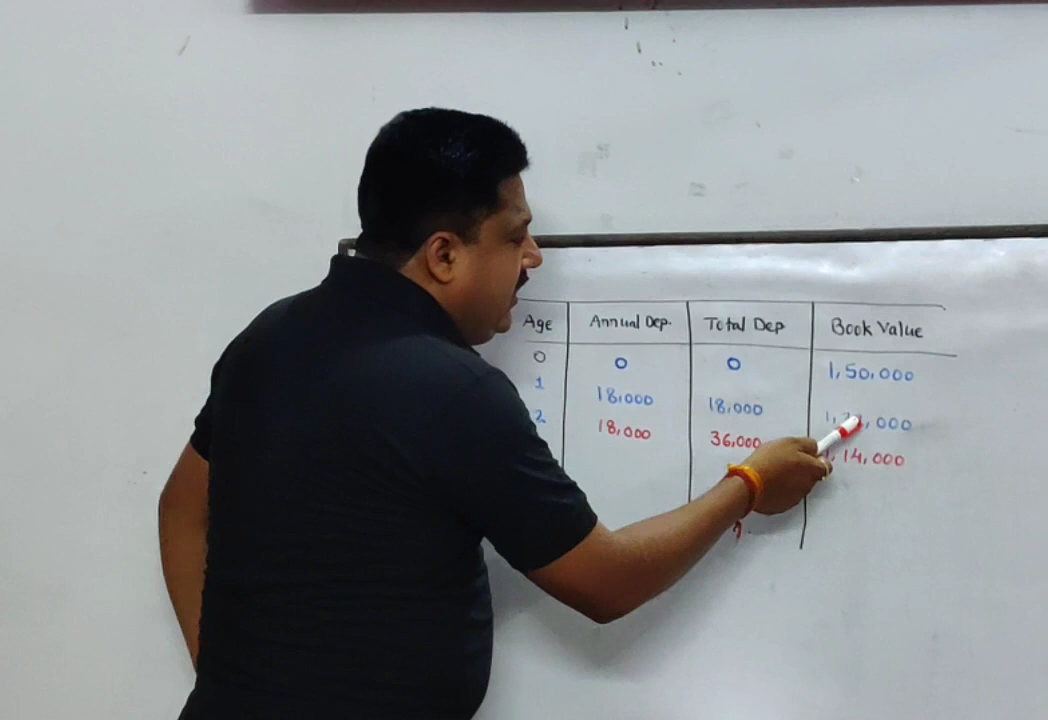 Age Annual Dep. Total Dep Book Value
0 0 0 1,50,000
1 18,000 18,000
2 18,000 36,000 1,14,000